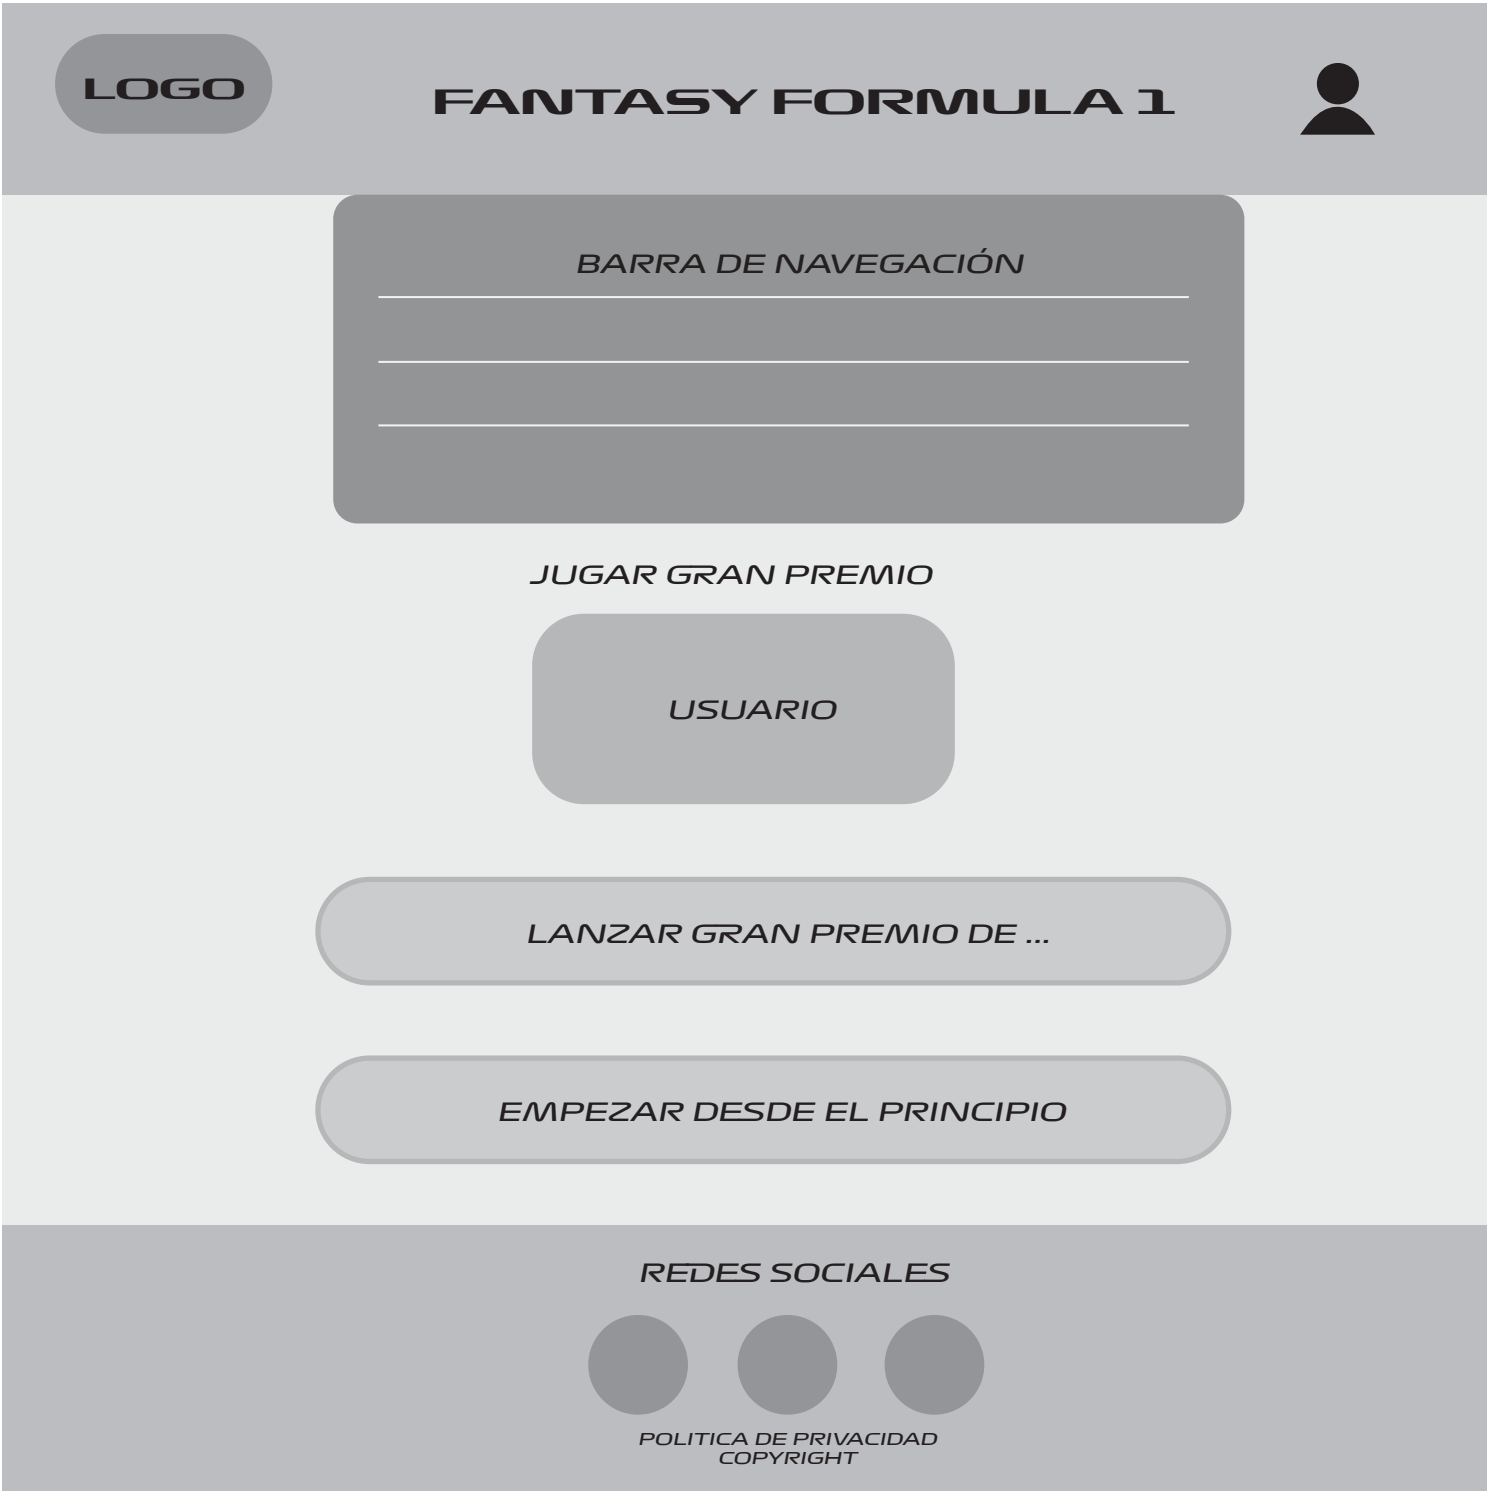 LOGO
FANTASY FORMULA 1
BARRA DE NAVEGACIÓN
JUGAR GRAN PREMIO
USUARIO
LANZAR GRAN PREMIO DE ...
EMPEZAR DESDE EL PRINCIPIO
REDES SOCIALES
POLITICA DE PRIVACIDAD
COPYRIGHT